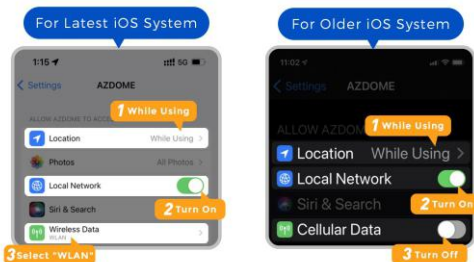 For Latest iOS System
1:15
5G
Settings
AZDOME
ALLOW AZDOME TO ACCE
1 While Using
Location
While Using
Photos
All Photos
Local Network
Siri & Search
2 Turn On
Wireless Data
WLAN
3 Select "WLAN"
For Older iOS System
11:02
Settings
AZDOME
ALLOW AZDOM
1 While Using
Location
While Using
Local Network
Siri & Search
2 Turn On
Cellular Data
3 Turn Off